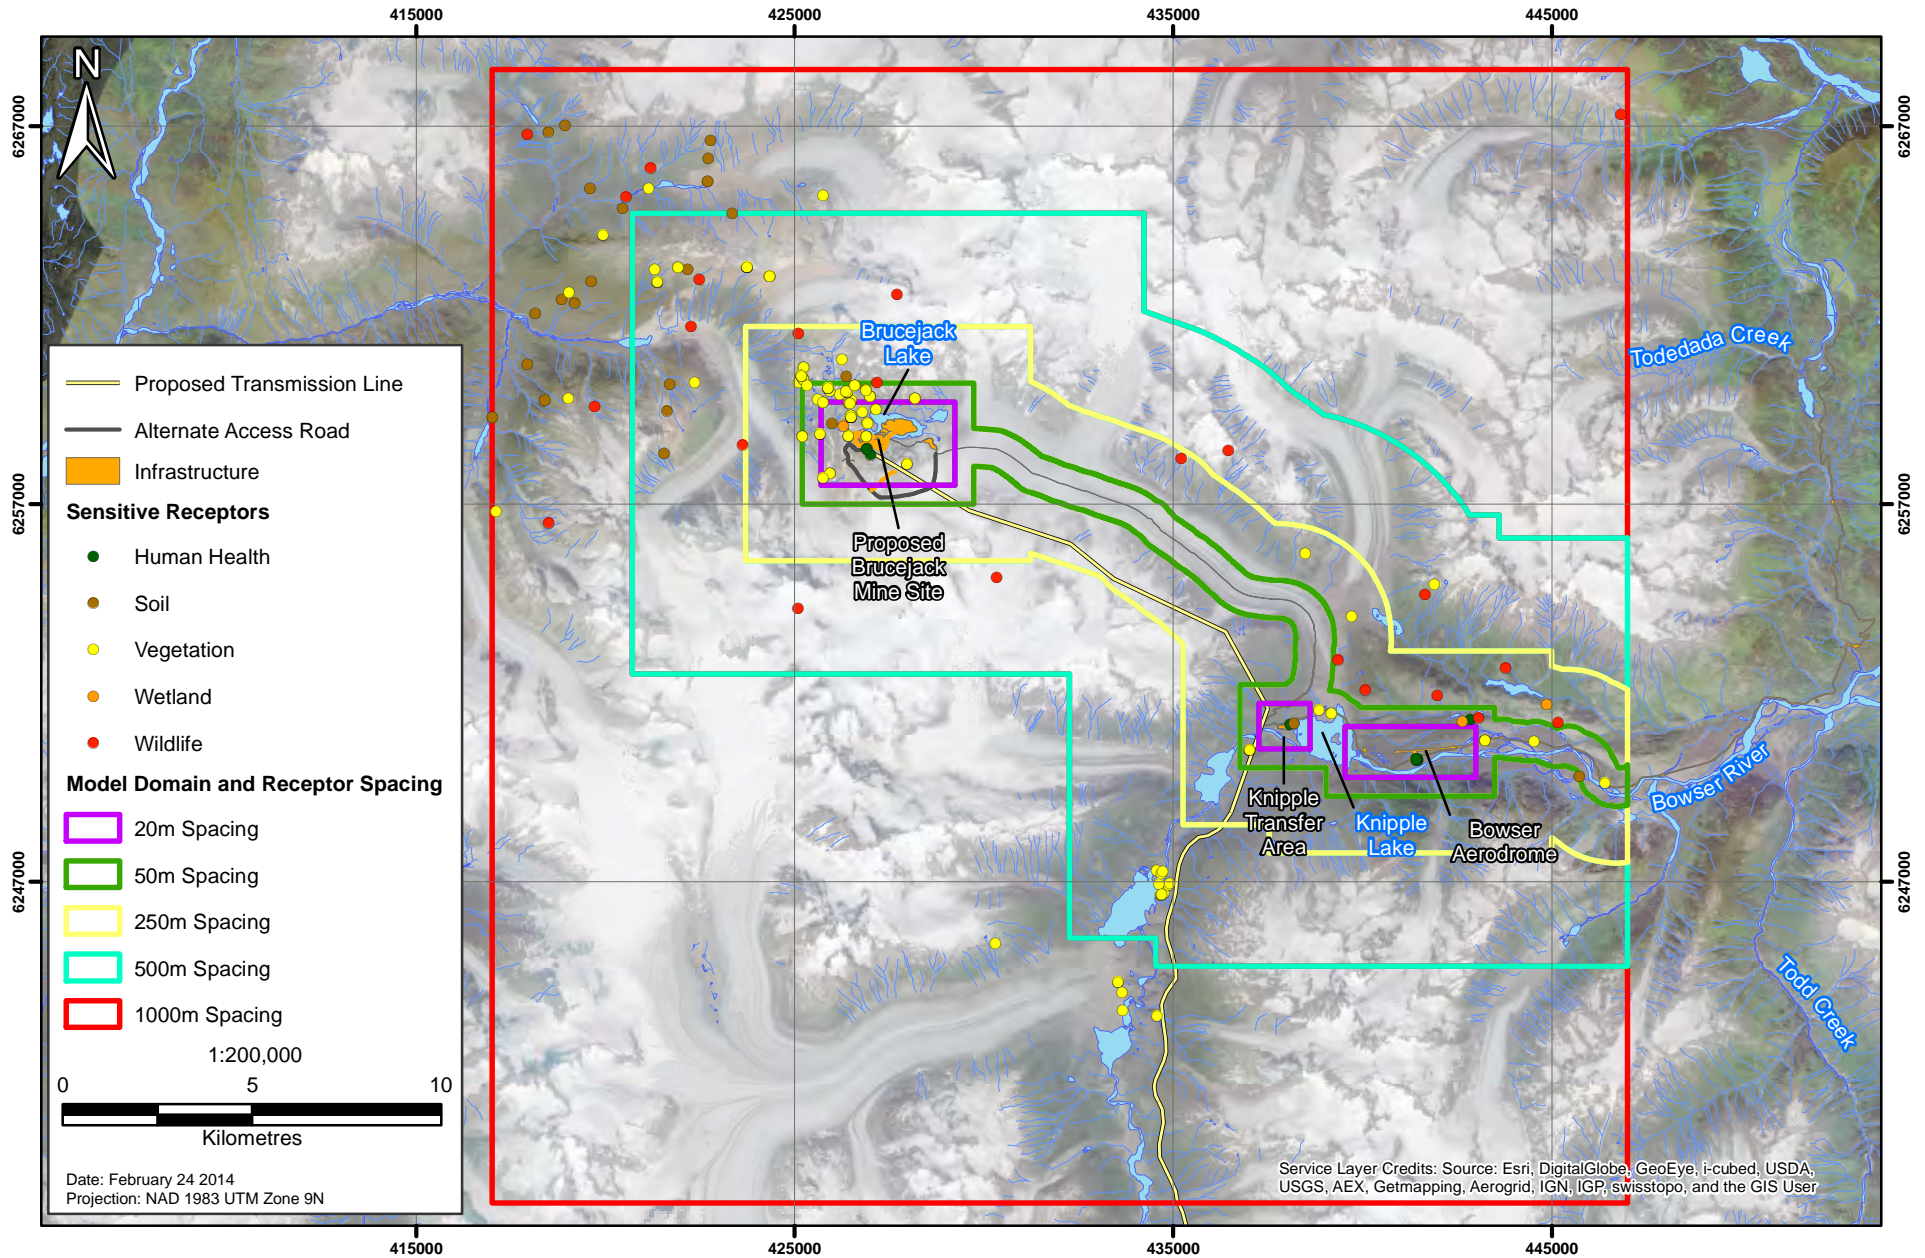 415000
425000
435000
445000
6267000
6267000
N
Todedada Creek
Brucejack
Lake
Proposed Transmission Line
Alternate Access Road
Infrastructure
Sensitive Receptors
Human Health
Soil
Vegetation
Wetland
Wildlife
Model Domain and Receptor Spacing
20m Spacing
50m Spacing
250m Spacing
500m Spacing
1000m Spacing
1:200,000
0
5
10
Kilometres
Date: February 24 2014
Projection: NAD 1983 UTM Zone 9N
6257000
6257000
Proposed
Brucejack
Mine Site
Bowser River
Knipple
Transfer
Area
Knipple
Lake
Bowser
Aerodrome
6247000
6247000
Todd Creek
Service Layer Credits: Source: Esri, DigitalGlobe, GeoEye, i-cubed, USDA,
USGS, AEX, Getmapping, Aerogrid, IGN, IGP, swisstopo, and the GIS User
415000
425000
435000
445000